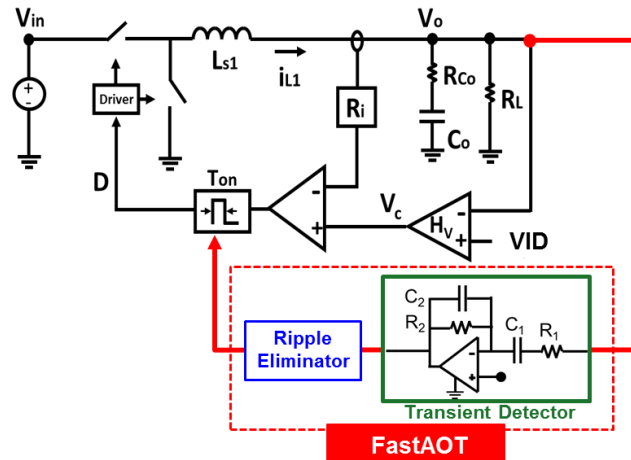 Vin
Ls1
iL1
Vo
+
-
Driver
Ri
RCo
Co
RL
D
Ton
-
+
Vc
Hv
-
+
VID
C2
R2
C1
R1
-
+
Ripple
Eliminator
Transient Detector
FastAOT